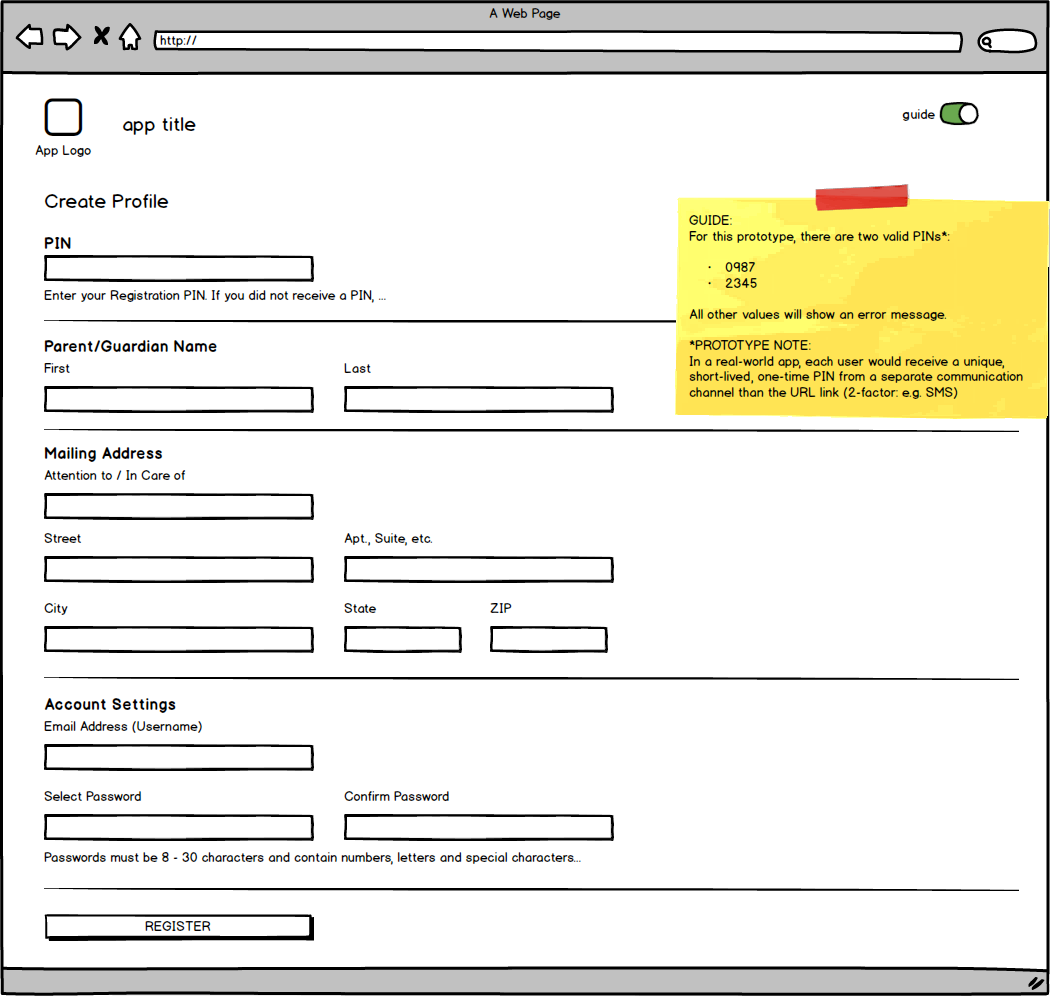 A Web Page
http://
app title
guide
App Logo
Create Profile
GUIDE:
For this prototype, there are two valid PINs*:
· 0987
· 2345
All other values will show an error message.
*PROTOTYPE NOTE:
In a real-world app, each user would receive a unique,
short-lived, one-time PIN from a separate communication
channel than the URL link (2-factor: e.g. SMS)
PIN
Enter your Registration PIN. If you did not receive a PIN, ...
Parent/Guardian Name
First Last
Mailing Address
Attention to / In Care of
Street Apt., Suite, etc.
City State ZIP
Account Settings
Email Address (Username)
Select Password Confirm Password
Passwords must be 8 - 30 characters and contain numbers, letters and special characters...
REGISTER